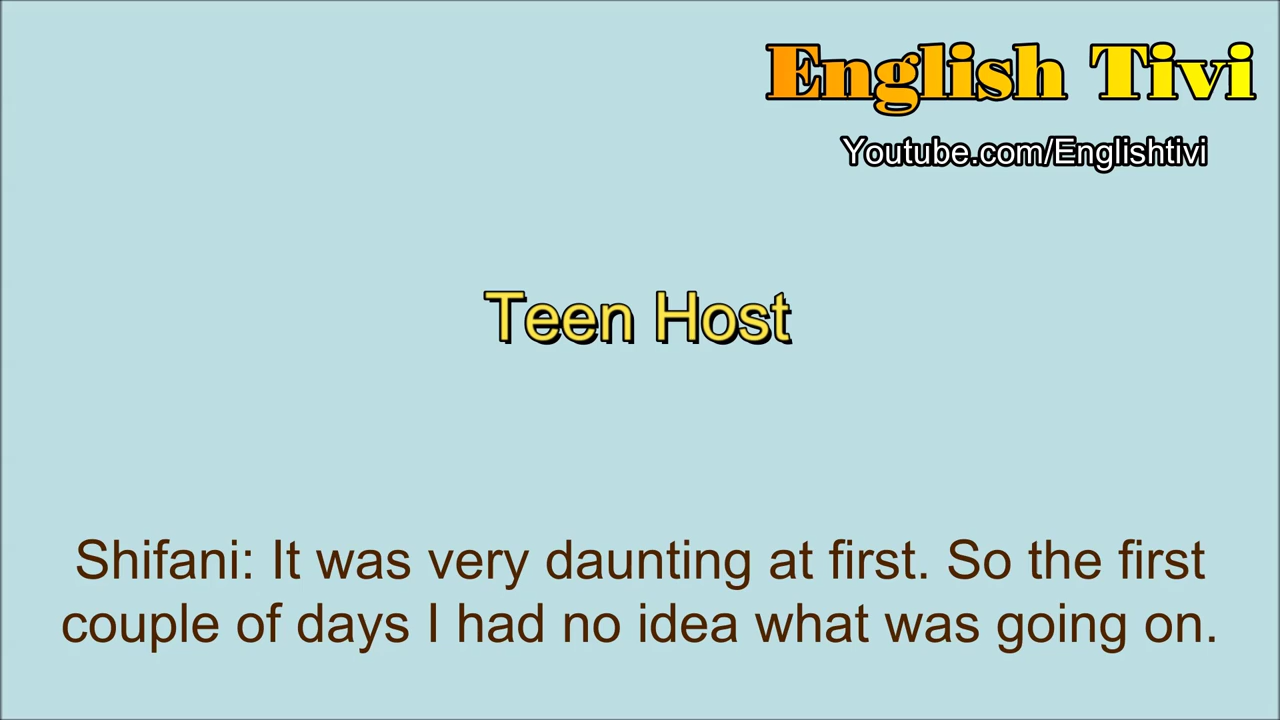 English Tivi
Youtube.com/Englishtivi
Teen Host
Shifani: It was very daunting at first. So the first
couple of days I had no idea what was going on.